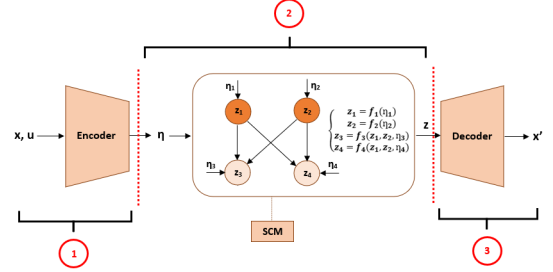 2
η₁
η₂
z₁
z₂
z₁ = f₁(η₁)
z₂ = f₂(η₂)
z₃ = f₃(z₁, z₂, η₃)
z₄ = f₄(z₁, z₂, η₄)
x, u
Encoder
η
z
Decoder
x'
η₃
z₃
z₄
η₄
SCM
1
3